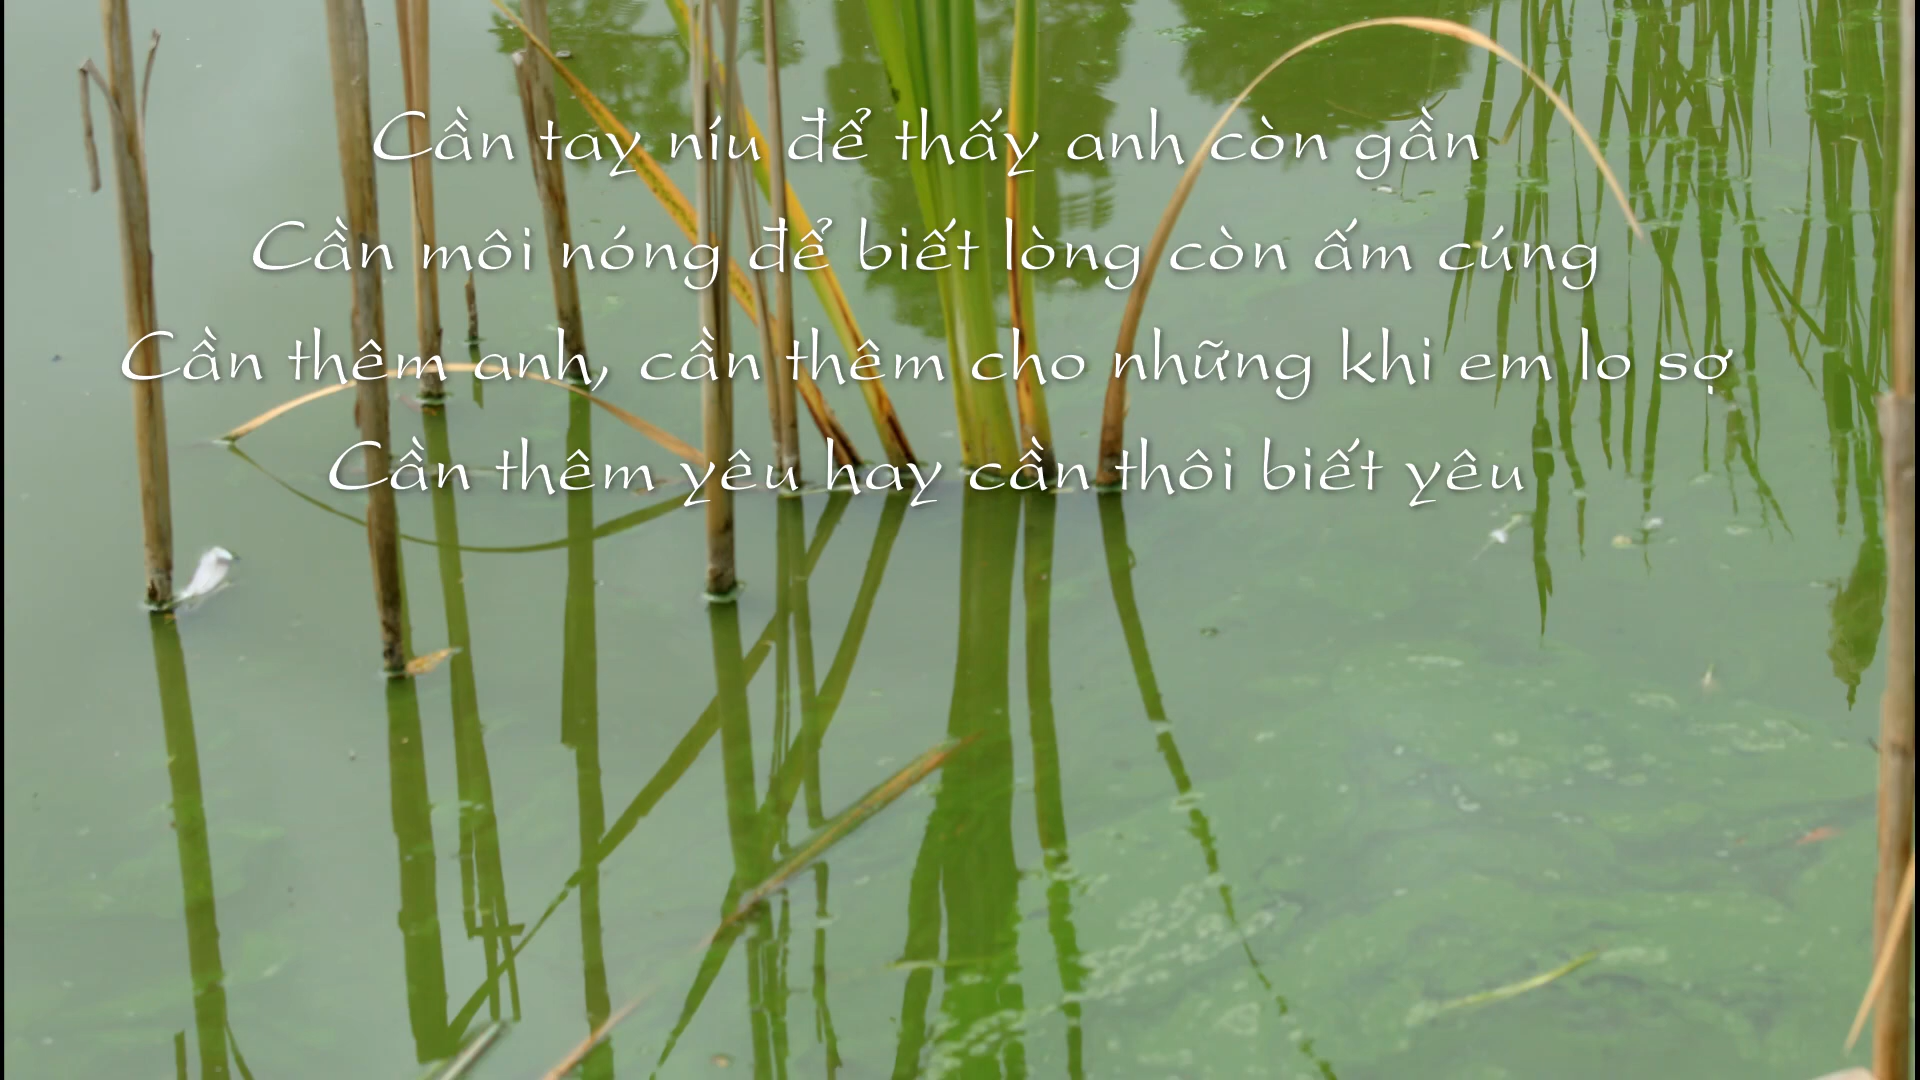 Cần tay níu để thấy anh còn gần
Cần môi nóng để biết lòng còn ấm cúng
Cần thêm anh, cần thêm cho những khi em lo sợ
Cần thêm yêu hay cần thôi biết yêu